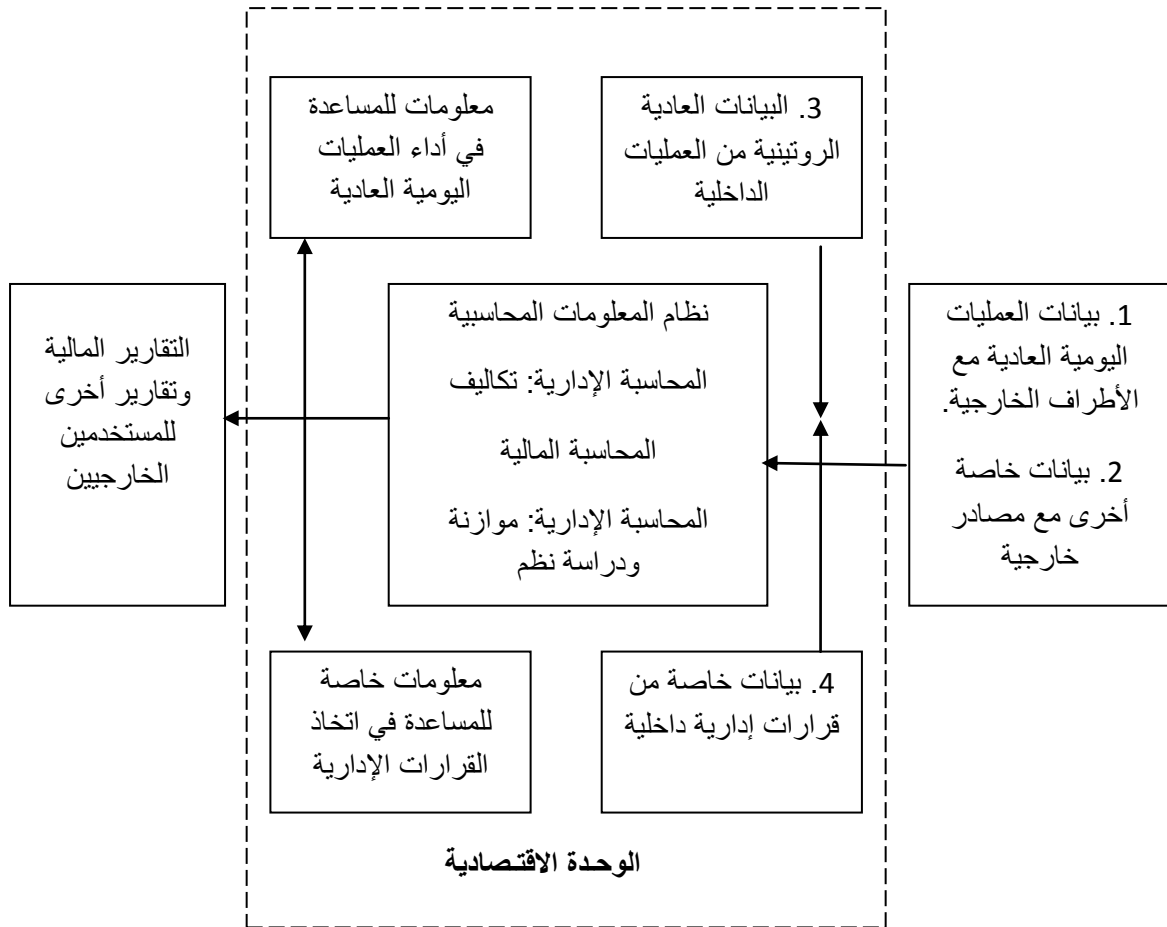 3. البيانات العادية
الروتينية من العمليات
الداخلية
معلومات للمساعدة
في أداء العمليات
اليومية العادية
1. بيانات العمليات
اليومية العادية مع
الأطراف الخارجية.
2. بيانات خاصة
أخرى مع مصادر
خارجية
نظام المعلومات المحاسبية
المحاسبة الإدارية: تكاليف
المحاسبة المالية
المحاسبة الإدارية: موازنة
ودراسة نظم
التقارير المالية
وتقارير أخرى
للمستخدمين
الخارجيين
4. بيانات خاصة من
قرارات إدارية داخلية
معلومات خاصة
للمساعدة في اتخاذ
القرارات الإدارية
الوحدة الاقتصادية